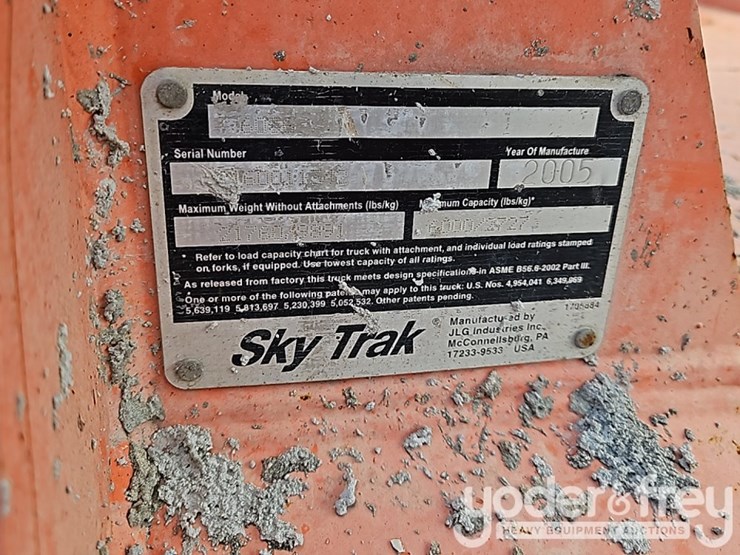 Model
Serial Number
Year Of Manufacture
2005
Maximum Weight Without Attachments (lbs/kg)
Maximum Capacity (lbs/kg)*
6000/2727
* Refer to load capacity chart for truck with attachment, and individual load ratings stamped
on forks, if equipped. Use lowest capacity of all ratings.
As released from factory this truck meets design specifications in ASME B56.6-2002 Part III.
One or more of the following patents may apply to this truck: U.S. Nos. 4,954,041 6,349,969
5,639,119 5,813,697 5,230,399 5,052,532. Other patents pending.
Sky Trak®
Manufactured by
JLG Industries Inc.
McConnellsburg, PA
17233-9533 USA
yoder&frey
HEAVY EQUIPMENT AUCTIONS